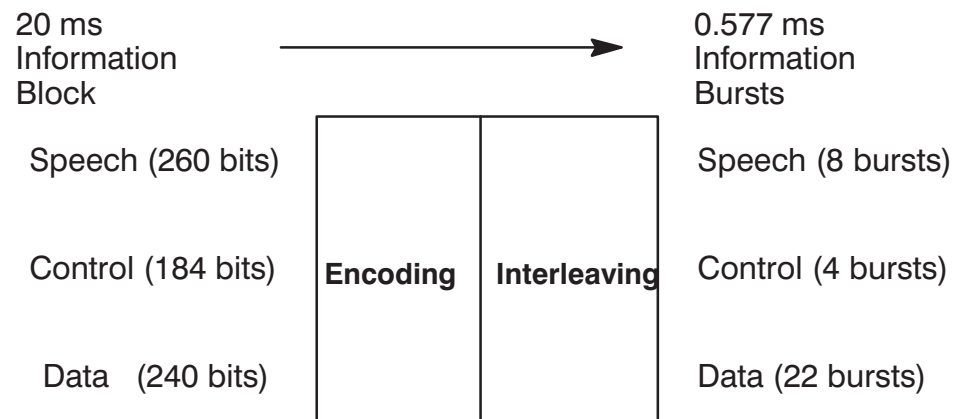 20 ms
Information
Block
0.577 ms
Information
Bursts
Speech (260 bits)
Speech (8 bursts)
Control (184 bits)
Encoding
Interleaving
Control (4 bursts)
Data (240 bits)
Data (22 bursts)